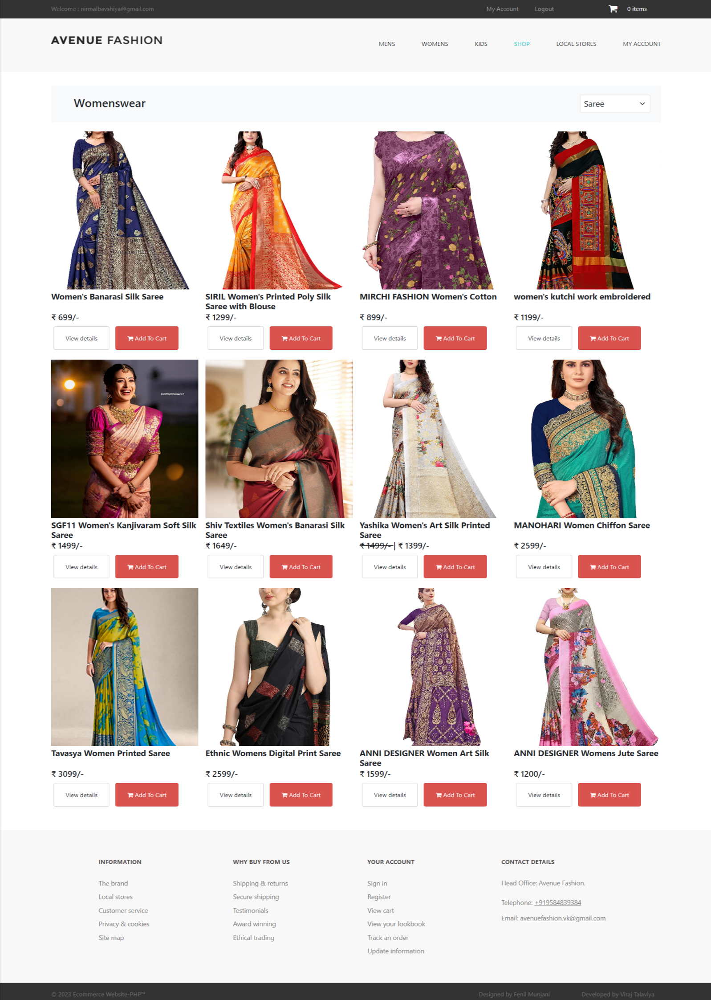 Welcome : nirmalbavshiya@gmail.com My Account Logout 0 items
AVENUE FASHION
MENS WOMENS KIDS SHOP LOCAL STORES MY ACCOUNT
Womenswear Saree
Women's Banarasi Silk Saree
₹ 699/-
View details Add To Cart
SIRIL Women's Printed Poly Silk
Saree with Blouse
₹ 1299/-
View details Add To Cart
MIRCHI FASHION Women's Cotton
₹ 899/-
View details Add To Cart
women's kutchi work embroidered
₹ 1199/-
View details Add To Cart
KNOTPHOTOGRAPHY
SGF11 Women's Kanjivaram Soft Silk
Saree
₹ 1499/-
View details Add To Cart
Shiv Textiles Women's Banarasi Silk
Saree
₹ 1649/-
View details Add To Cart
Yashika Women's Art Silk Printed
Saree
₹ 1499/- | ₹ 1399/-
View details Add To Cart
MANOHARI Women Chiffon Saree
₹ 2599/-
View details Add To Cart
Tavasya Women Printed Saree
₹ 3099/-
View details Add To Cart
Ethnic Womens Digital Print Saree
₹ 2599/-
View details Add To Cart
ANNI DESIGNER Women Art Silk
Saree
₹ 1599/-
View details Add To Cart
ANNI DESIGNER Womens Jute Saree
₹ 1200/-
View details Add To Cart
INFORMATION
The brand
Local stores
Customer service
Privacy & cookies
Site map
WHY BUY FROM US
Shipping & returns
Secure shipping
Testimonials
Award winning
Ethical trading
YOUR ACCOUNT
Sign in
Register
View cart
View your lookbook
Track an order
Update information
CONTACT DETAILS
Head Office: Avenue Fashion.
Telephone: +919584839384
Email: avenuefashion.vk@gmail.com
© 2023 Ecommerce Website-PHP™ Designed by Fenil Munjani Developed by Viraj Talaviya